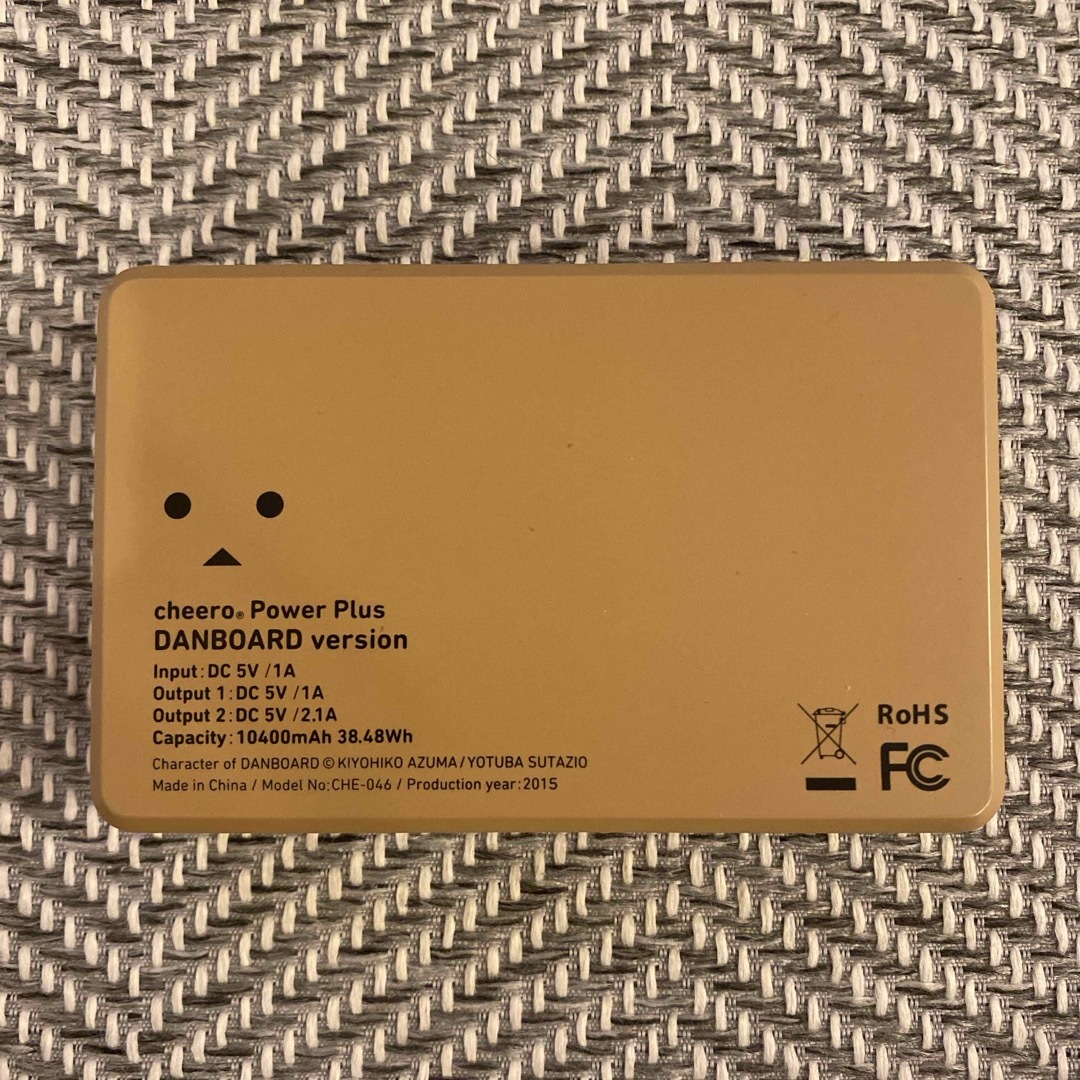 cheero® Power Plus
DANBOARD version
Input:DC 5V /1A
Output 1:DC 5V /1A
Output 2:DC 5V /2.1A
Capacity:10400mAh 38.48Wh
Character of DANBOARD © KIYOHIKO AZUMA/YOTUBA SUTAZIO
Made in China / Model No:CHE-046 / Production year:2015
RoHS
FC